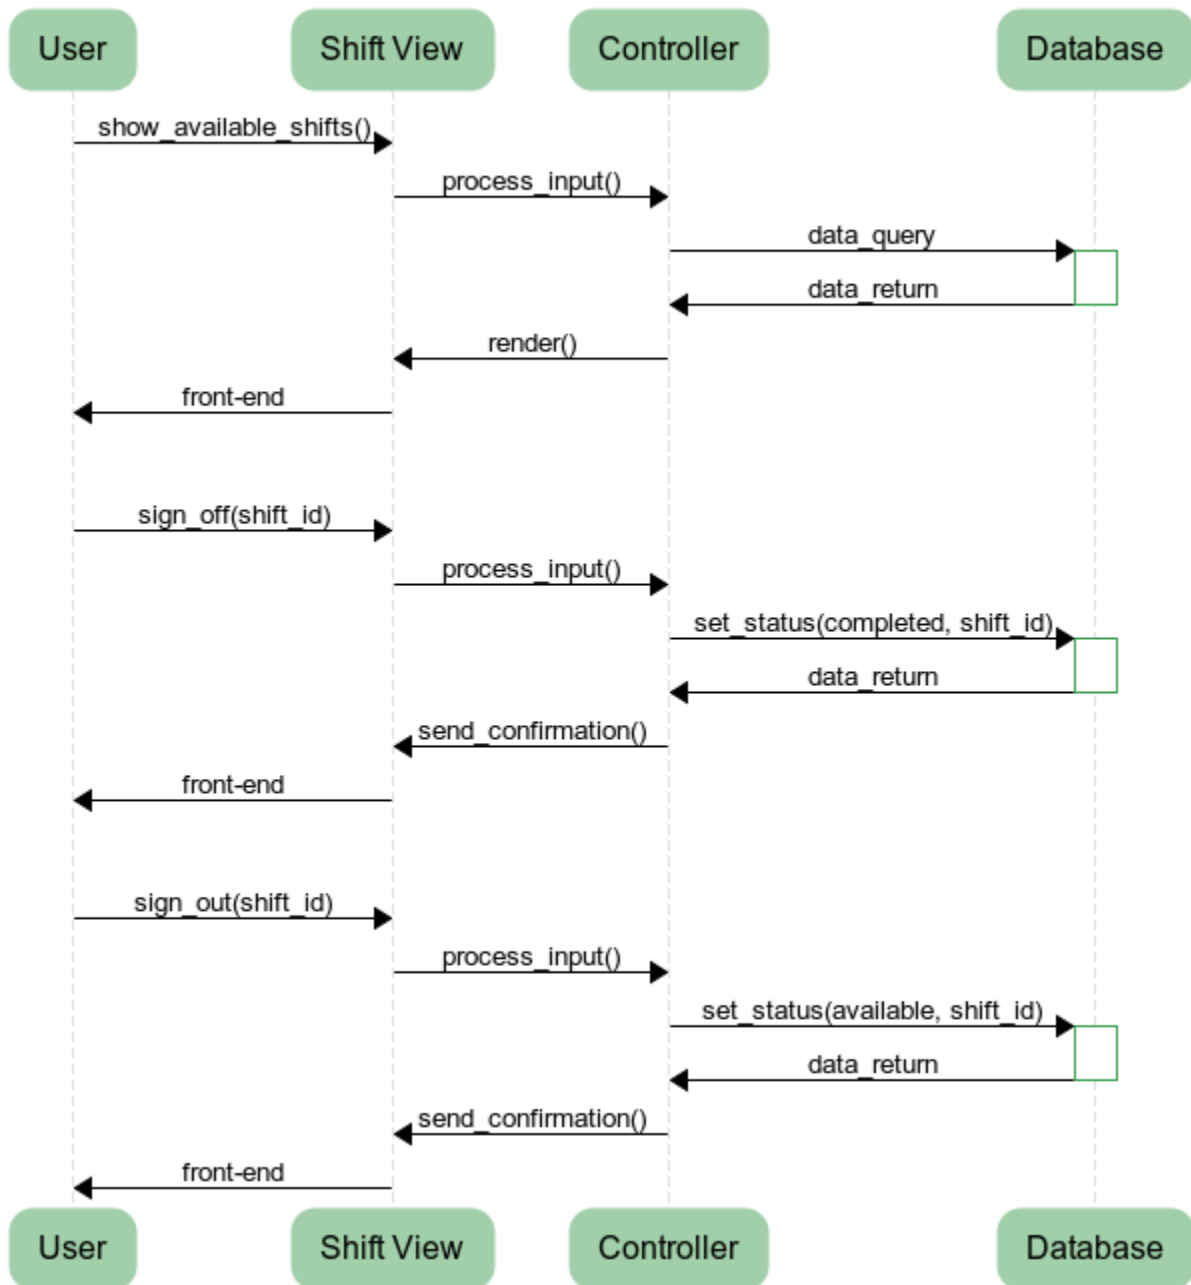 User
Shift View
Controller
Database
show_available_shifts()
process_input()
data_query
data_return
render()
front-end
sign_off(shift_id)
process_input()
set_status(completed, shift_id)
data_return
send_confirmation()
front-end
sign_out(shift_id)
process_input()
set_status(available, shift_id)
data_return
send_confirmation()
front-end
User
Shift View
Controller
Database